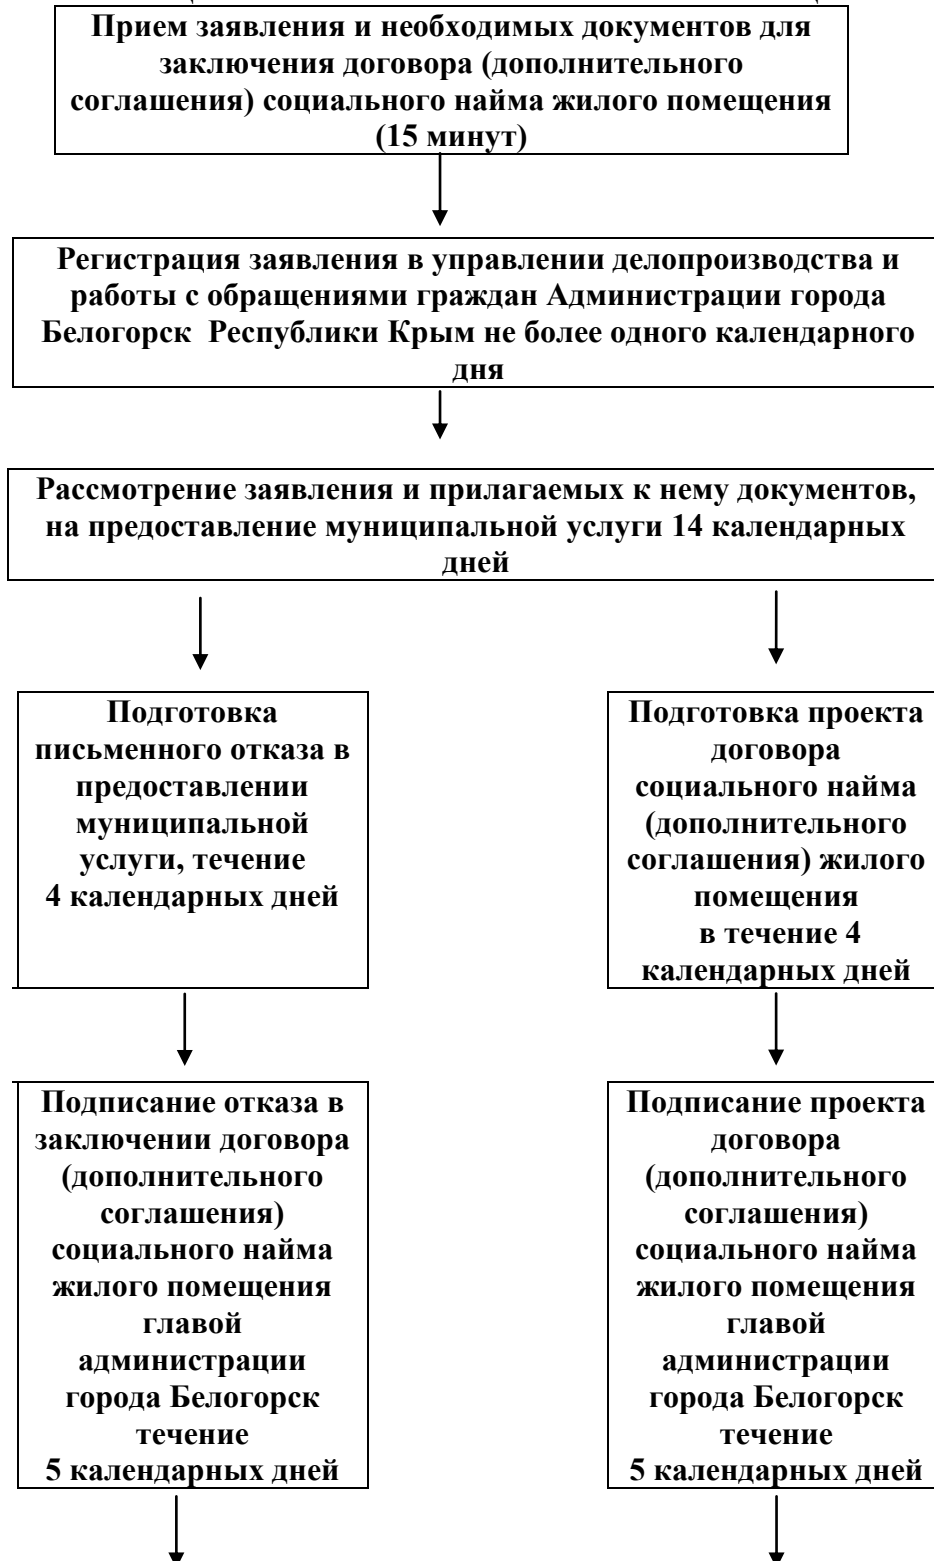 Прием заявления и необходимых документов для
заключения договора (дополнительного
соглашения) социального найма жилого помещения
(15 минут)
Регистрация заявления в управлении делопроизводства и
работы с обращениями граждан Администрации города
Белогорск  Республики Крым не более одного календарного
дня
Рассмотрение заявления и прилагаемых к нему документов,
на предоставление муниципальной услуги 14 календарных
дней
Подготовка
письменного отказа в
предоставлении
муниципальной
услуги, течение
4 календарных дней
Подготовка проекта
договора
социального найма
(дополнительного
соглашения) жилого
помещения
в течение 4
календарных дней
Подписание отказа в
заключении договора
(дополнительного
соглашения)
социального найма
жилого помещения
главой
администрации
города Белогорск
течение
5 календарных дней
Подписание проекта
договора
(дополнительного
соглашения)
социального найма
жилого помещения
главой
администрации
города Белогорск
течение
5 календарных дней